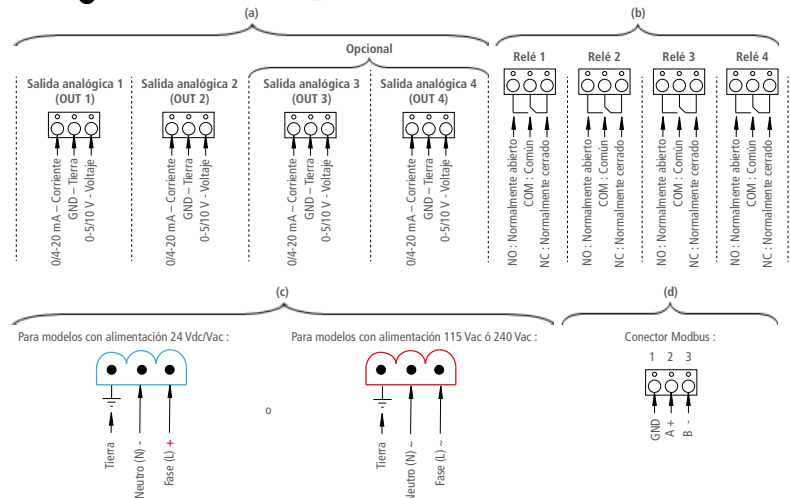 (a)
(b)
Opcional
Salida analógica 1
(OUT 1)
Salida analógica 2
(OUT 2)
Salida analógica 3
(OUT 3)
Salida analógica 4
(OUT 4)
Relé 1
Relé 2
Relé 3
Relé 4
0/4-20 mA – Corriente
GND – Tierra
0-5/10 V - Voltaje
0/4-20 mA – Corriente
GND – Tierra
0-5/10 V - Voltaje
0/4-20 mA – Corriente
GND – Tierra
0-5/10 V - Voltaje
0/4-20 mA – Corriente
GND – Tierra
0-5/10 V - Voltaje
NO : Normalmente abierto
COM : Común
NC : Normalmente cerrado
NO : Normalmente abierto
COM : Común
NC : Normalmente cerrado
NO : Normalmente abierto
COM : Común
NC : Normalmente cerrado
NO : Normalmente abierto
COM : Común
NC : Normalmente cerrado
(c)
(d)
Para modelos con alimentación 24 Vdc/Vac :
Para modelos con alimentación 115 Vac ó 240 Vac :
Conector Modbus :
Tierra
Neutro (N) -
Fase (L) +
o
Tierra
Neutro (N) ~
Fase (L) ~
1 2 3
GND
A +
B -